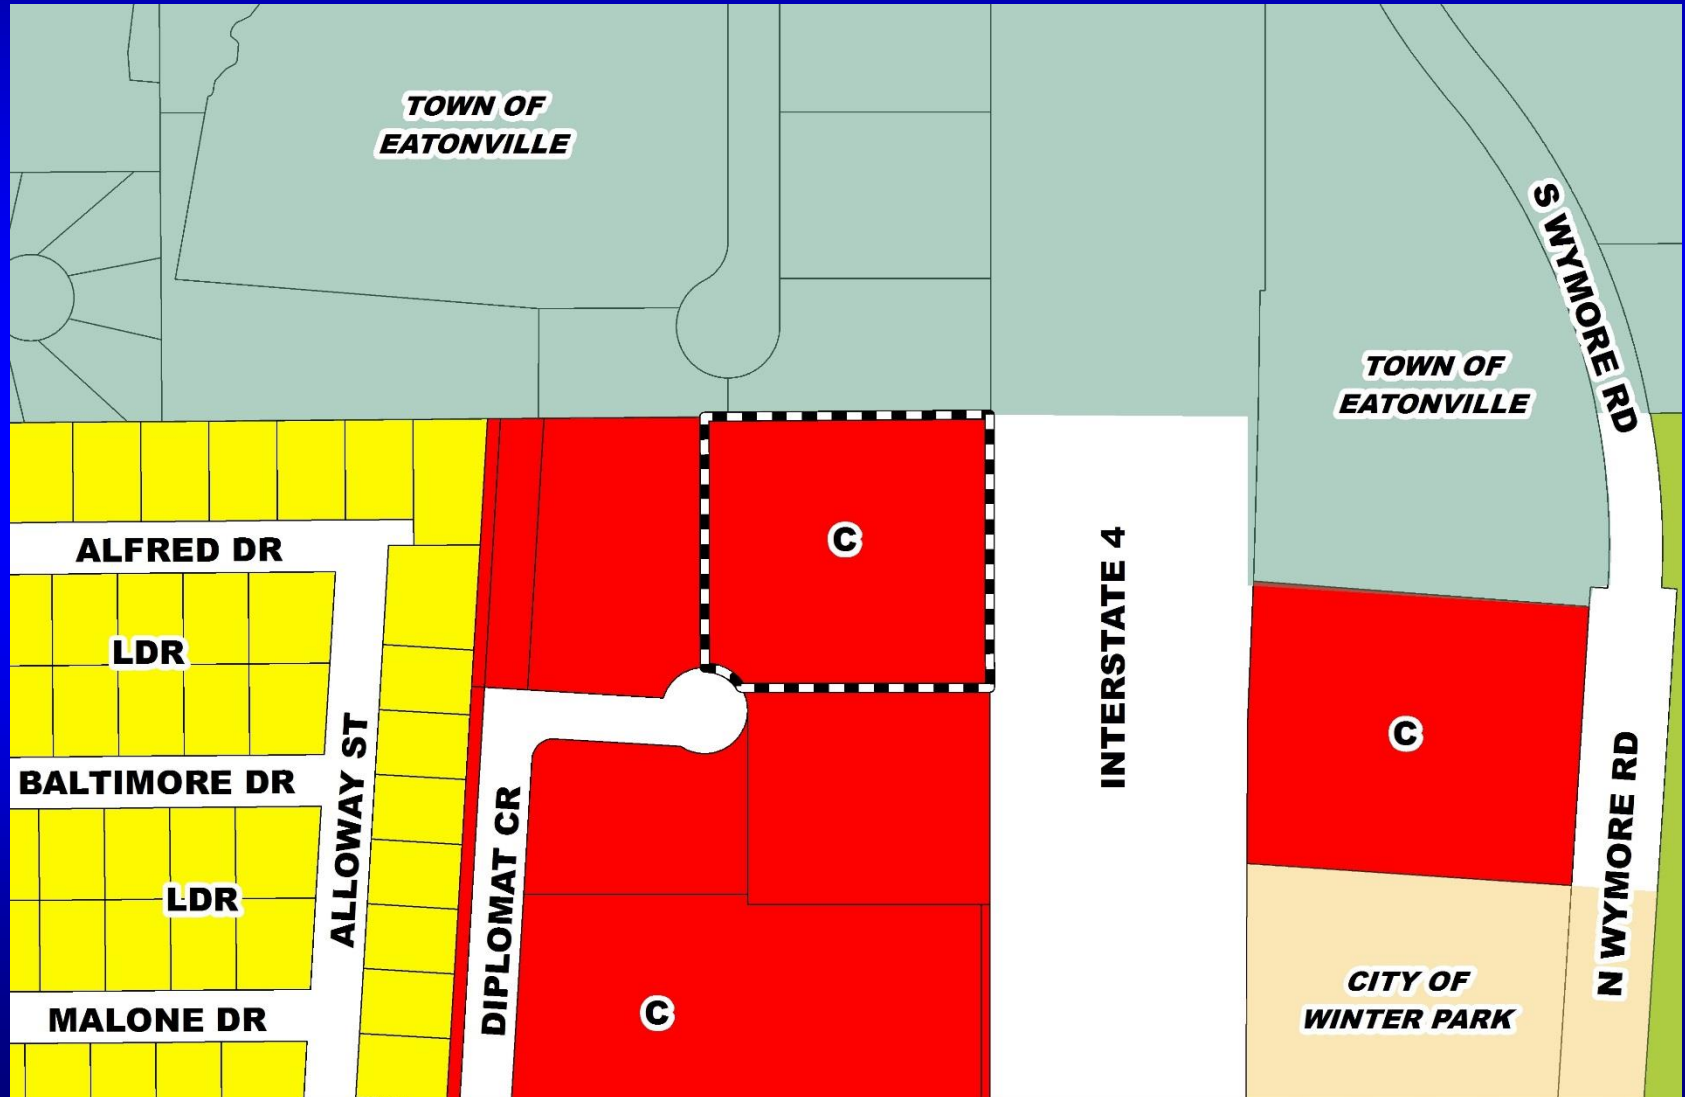 TOWN OF
EATONVILLE
S WYMORE RD
TOWN OF
EATONVILLE
C
ALFRED DR
LDR
INTERSTATE 4
C
BALTIMORE DR
ALLOWAY ST
DIPLOMAT CR
N WYMORE RD
LDR
CITY OF
WINTER PARK
MALONE DR
C